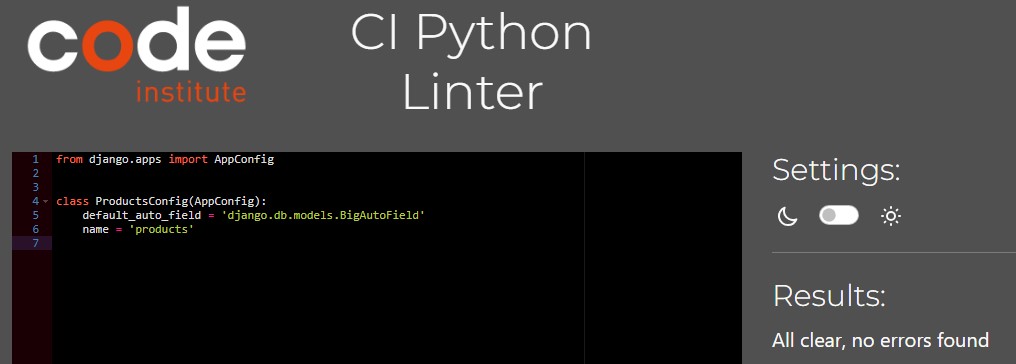 code
institute
CI Python
Linter
1 from django.apps import AppConfig
2
3
4 class ProductsConfig(AppConfig):
5     default_auto_field = 'django.db.models.BigAutoField'
6     name = 'products'
7
Settings:
Results:
All clear, no errors found